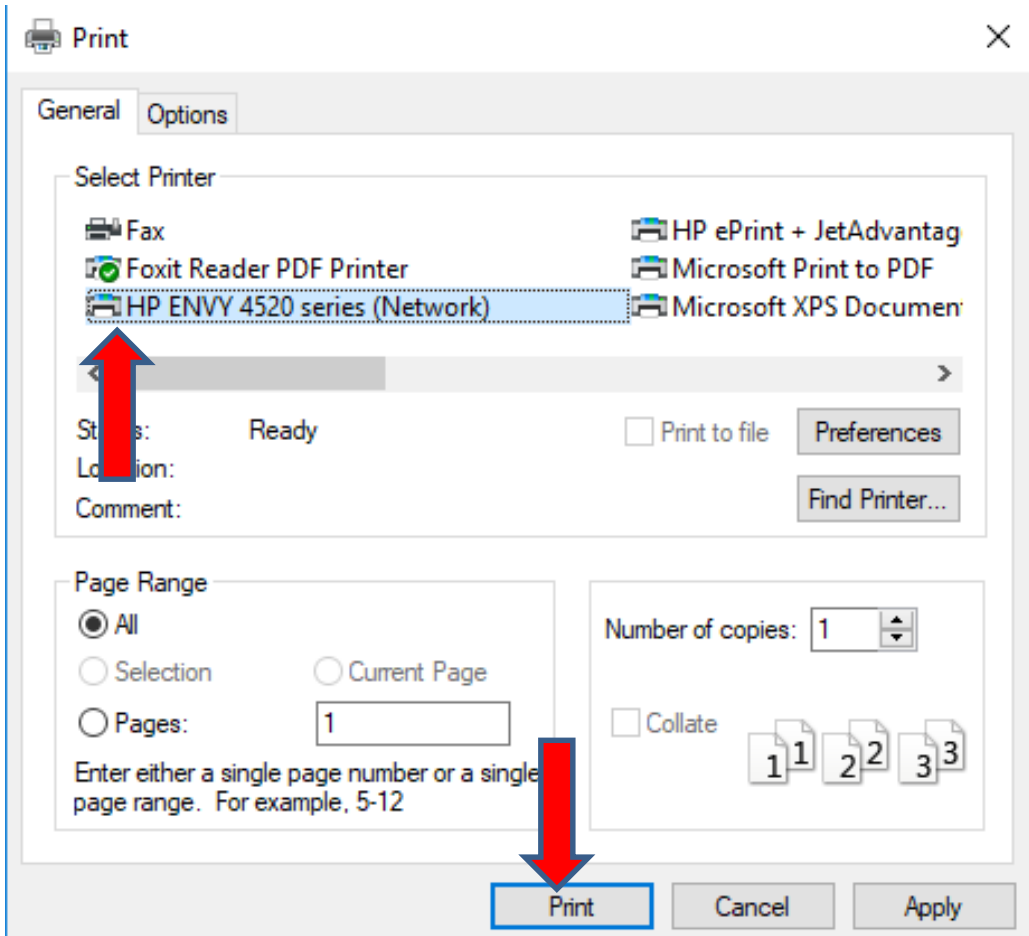 Print
General
Options
Select Printer
Fax
HP ePrint + JetAdvantag
Foxit Reader PDF Printer
Microsoft Print to PDF
HP ENVY 4520 series (Network)
Microsoft XPS Documen
Ready
Print to file
Preferences
Comment:
Find Printer...
Page Range
All
Number of copies: 1
Selection
Current Page
Pages: 1
Collate
1 1 2 2 3 3
Enter either a single page number or a single
page range. For example, 5-12
Print
Cancel
Apply